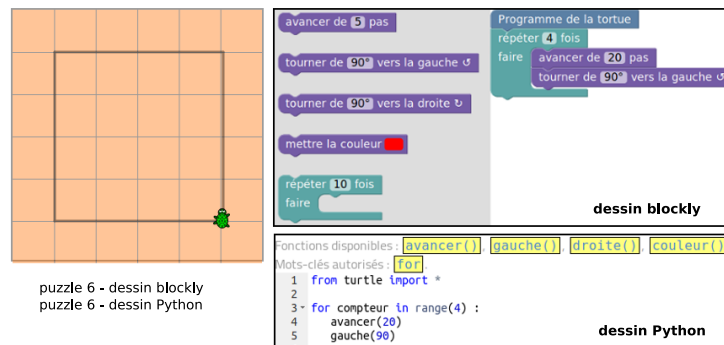 puzzle 6 - dessin blockly
puzzle 6 - dessin Python
avancer de 5 pas
tourner de 90° vers la gauche ↺
tourner de 90° vers la droite ↻
mettre la couleur
répéter 10 fois
faire
Programme de la tortue
répéter 4 fois
faire avancer de 20 pas
tourner de 90° vers la gauche ↺
dessin blockly
Fonctions disponibles : avancer(), gauche(), droite(), couleur()
Mots-clés autorisés : for.
1 from turtle import *
2
3 for compteur in range(4) :
4 avancer(20)
5 gauche(90)
dessin Python